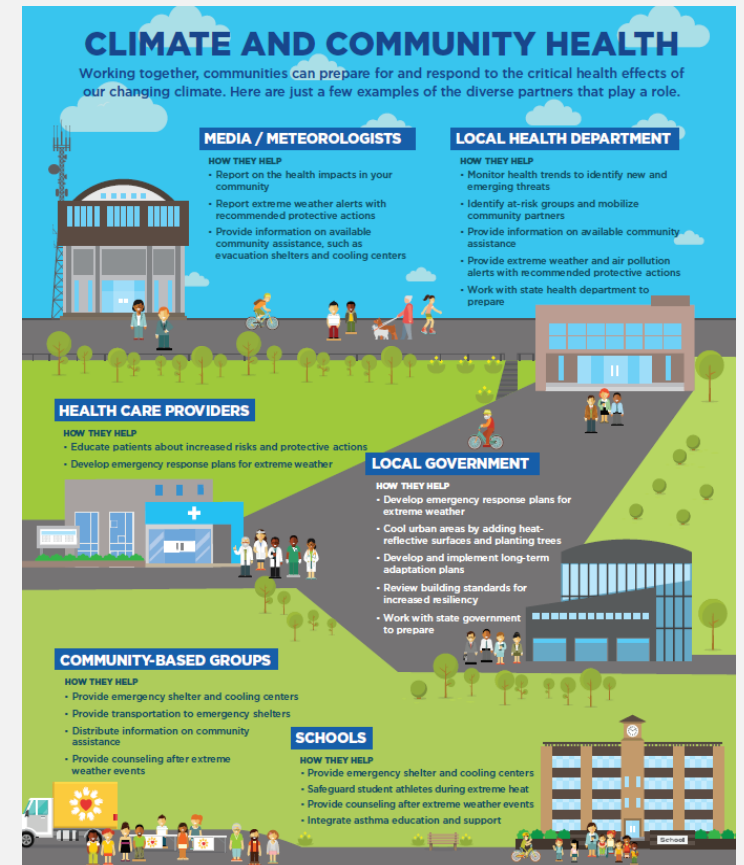 CLIMATE AND COMMUNITY HEALTH
Working together, communities can prepare for and respond to the critical health effects of
our changing climate. Here are just a few examples of the diverse partners that play a role.
MEDIA / METEOROLOGISTS
HOW THEY HELP
• Report on the health impacts in your
community
• Report extreme weather alerts with
recommended protective actions
• Provide information on available
community assistance, such as
evacuation shelters and cooling centers
LOCAL HEALTH DEPARTMENT
HOW THEY HELP
• Monitor health trends to identify new and
emerging threats
• Identify at-risk groups and mobilize
community partners
• Provide information on available community
assistance
• Provide extreme weather and air pollution
alerts with recommended protective actions
• Work with state health department to
prepare
HEALTH CARE PROVIDERS
HOW THEY HELP
• Educate patients about increased risks and protective actions
• Develop emergency response plans for extreme weather
LOCAL GOVERNMENT
HOW THEY HELP
• Develop emergency response plans for
extreme weather
• Cool urban areas by adding heat-
reflective surfaces and planting trees
• Develop and implement long-term
adaptation plans
• Review building standards for
increased resiliency
• Work with state government
to prepare
COMMUNITY-BASED GROUPS
HOW THEY HELP
• Provide emergency shelter and cooling centers
• Provide transportation to emergency shelters
• Distribute information on community
assistance
• Provide counseling after extreme
weather events
SCHOOLS
HOW THEY HELP
• Provide emergency shelter and cooling centers
• Safeguard student athletes during extreme heat
• Provide counseling after extreme weather events
• Integrate asthma education and support
School